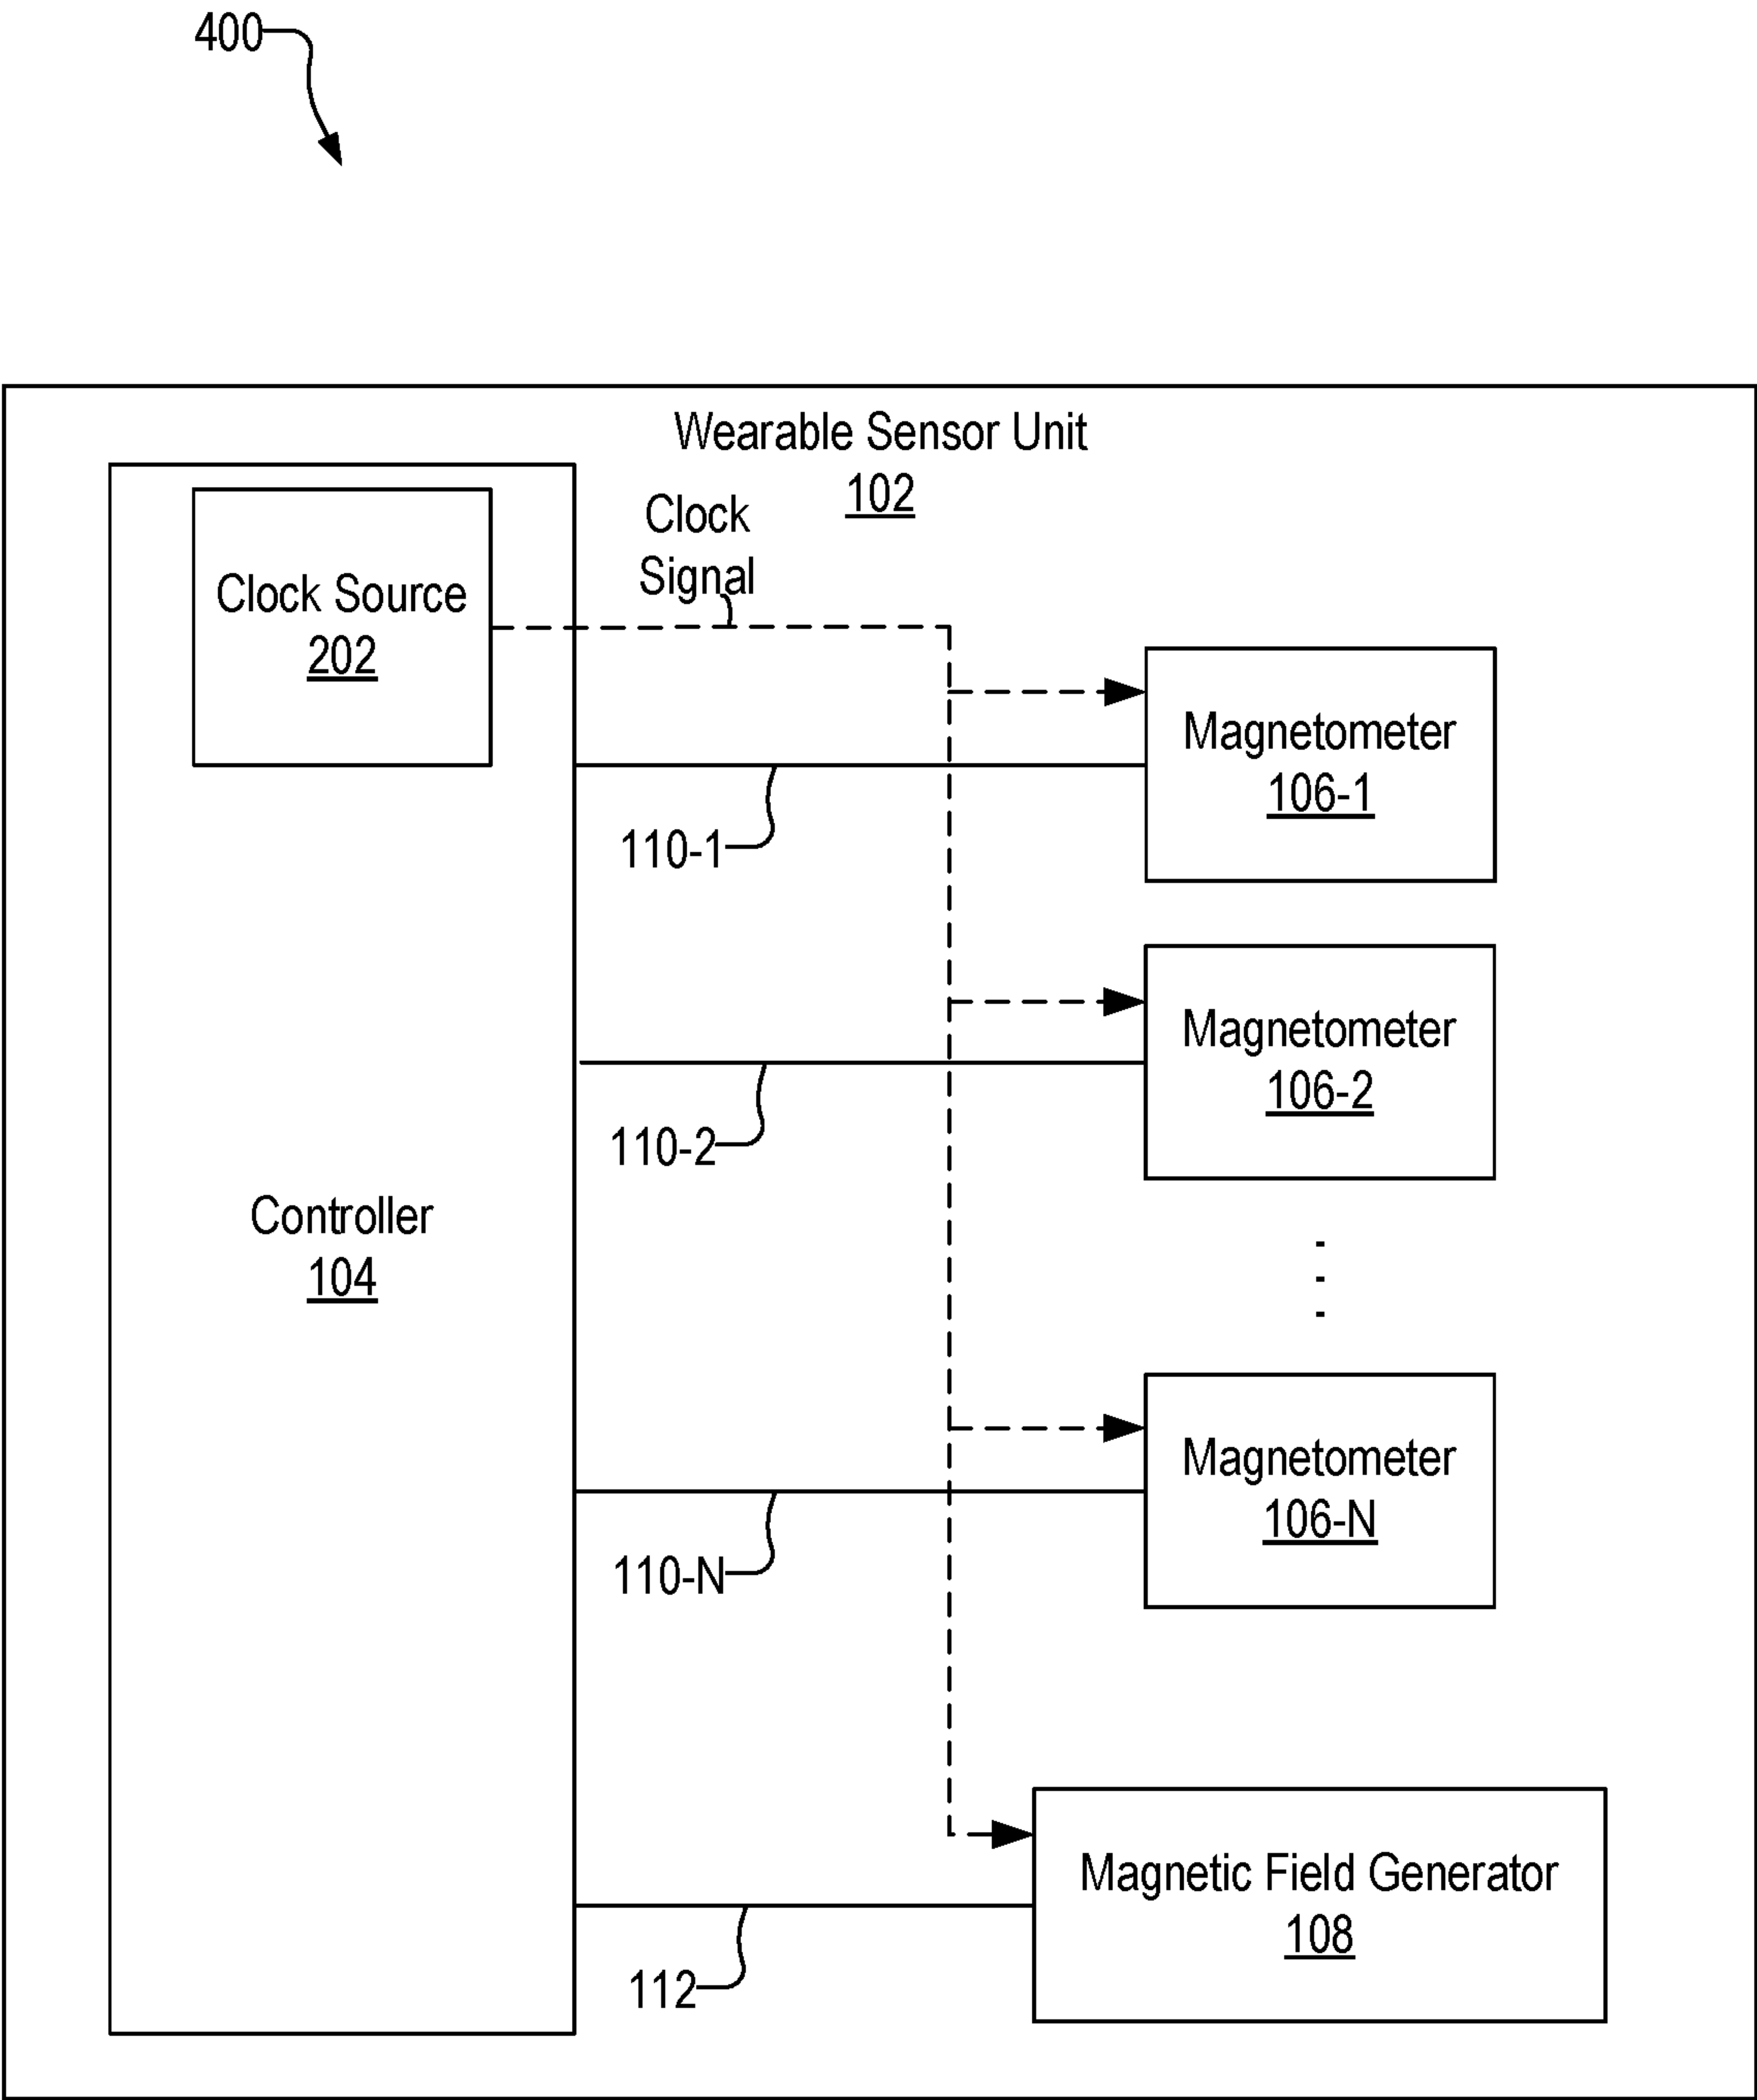 400
Wearable Sensor Unit
102
Clock
Signal
Clock Source
202
Magnetometer
106-1
110-1
Magnetometer
106-2
110-2
Controller
104
Magnetometer
106-N
110-N
Magnetic Field Generator
108
112